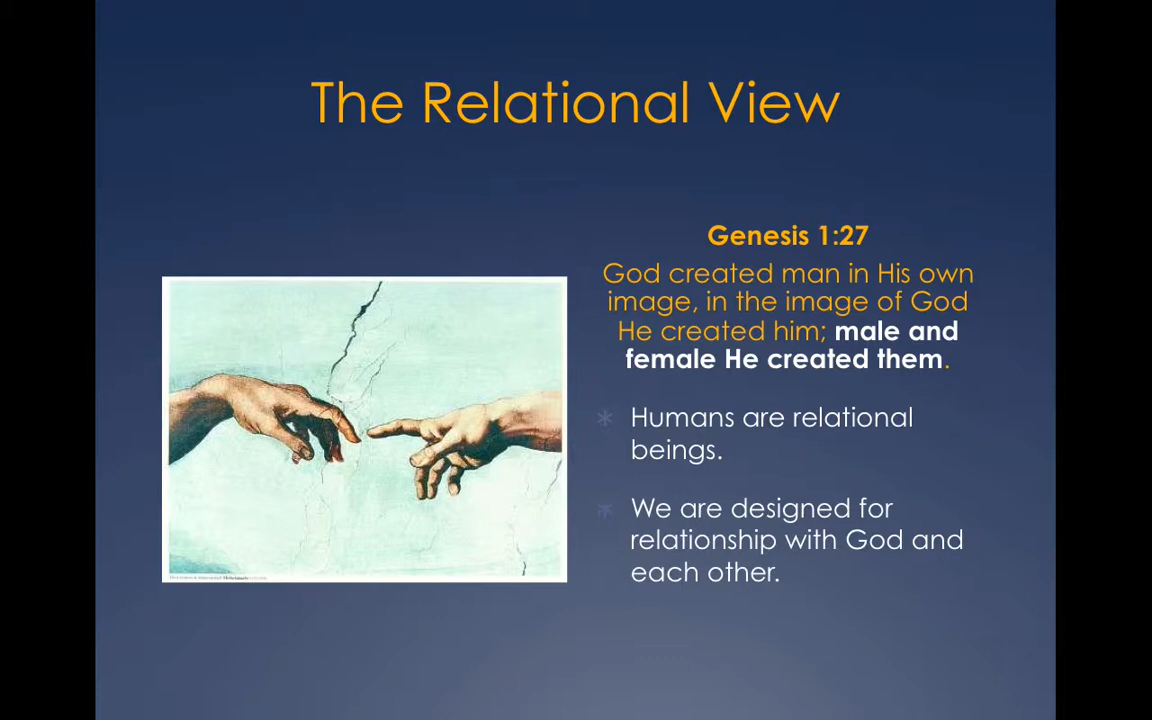 The Relational View
Genesis 1:27
God created man in His own
image, in the image of God
He created him; male and
female He created them.
* Humans are relational
beings.
* We are designed for
relationship with God and
each other.